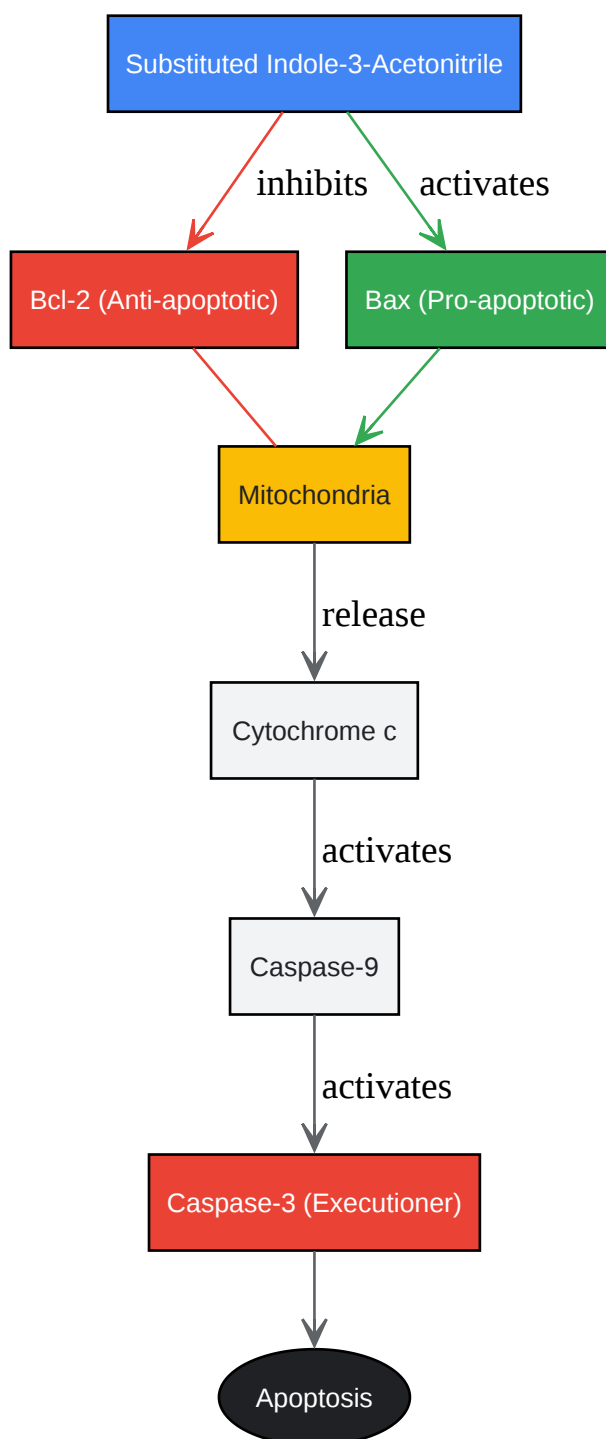 Substituted Indole-3-Acetonitrile
inhibits
activates
Bcl-2 (Anti-apoptotic)
Bax (Pro-apoptotic)
Mitochondria
release
Cytochrome c
activates
Caspase-9
activates
Caspase-3 (Executioner)
Apoptosis